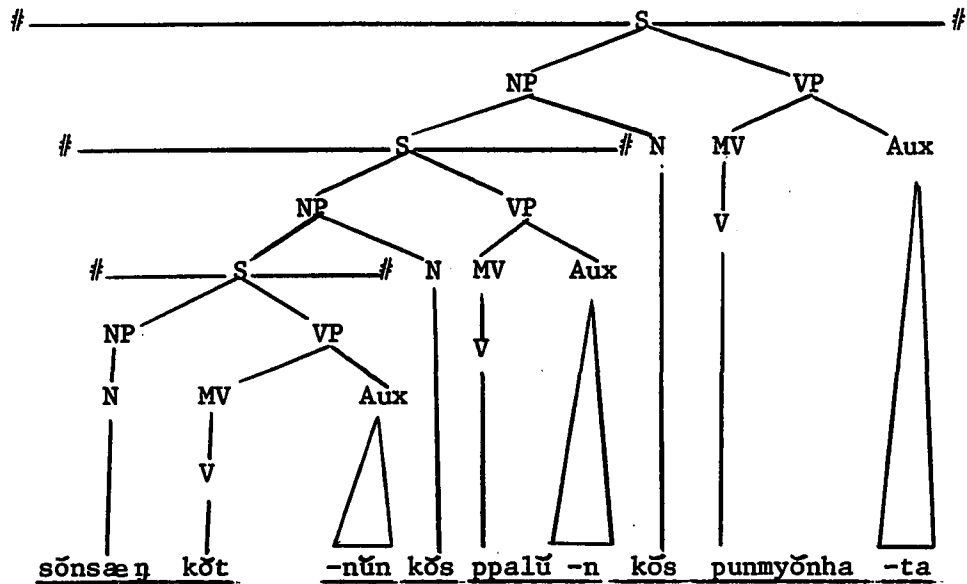 # S #
NP VP
# S # N MV Aux
NP VP V
# S # N MV Aux
NP VP V
N MV Aux
V
sŏnsæŋ kŏt -nŭn kŏs ppalŭ -n kŏs punmyŏnha -ta